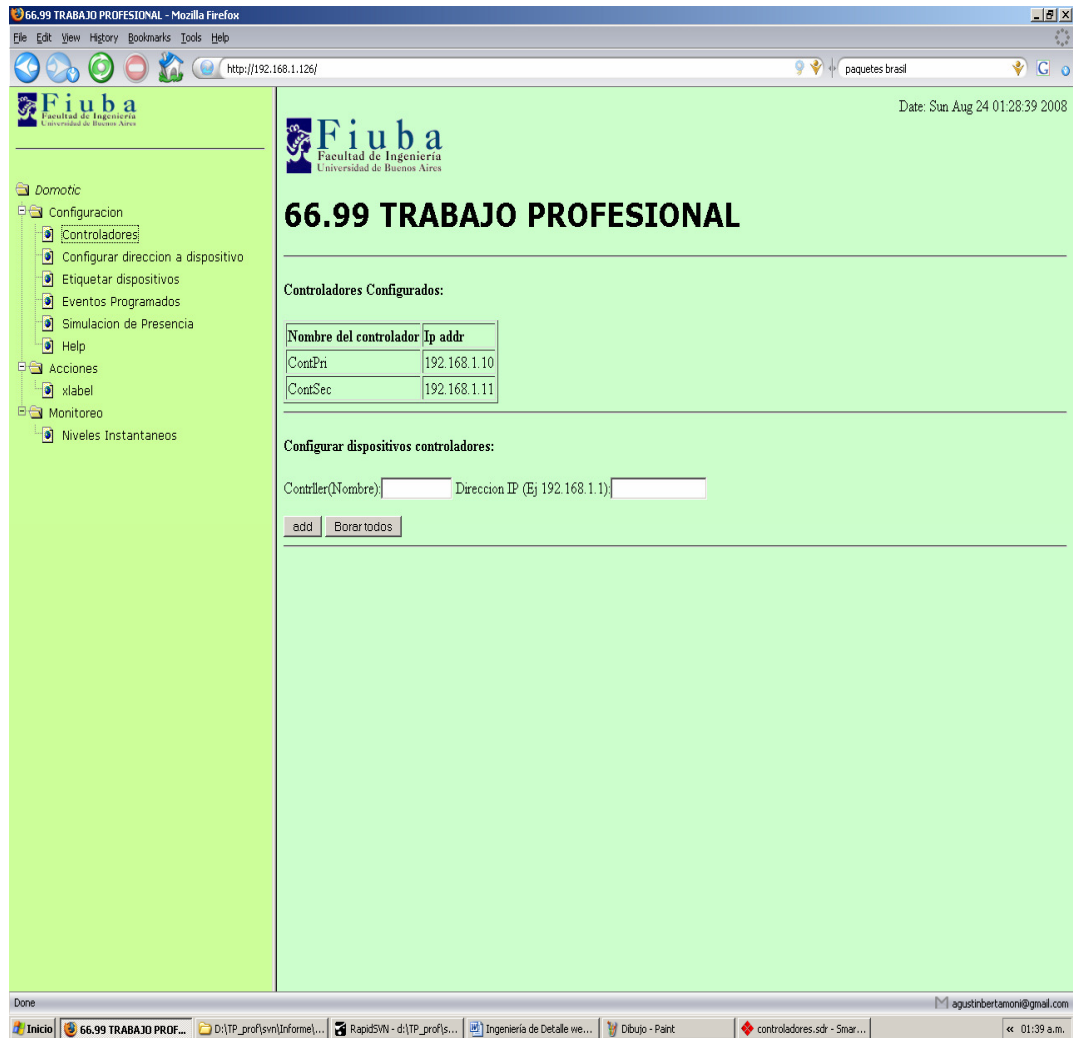 66.99 TRABAJO PROFESIONAL - Mozilla Firefox
File Edit View History Bookmarks Tools Help
http://192.168.1.126/
paquetes brasil
Fiuba
Facultad de Ingeniería
Universidad de Buenos Aires
Domotic
Configuracion
Controladores
Configurar direccion a dispositivo
Etiquetar dispositivos
Eventos Programados
Simulacion de Presencia
Help
Acciones
xlabel
Monitoreo
Niveles Instantaneos
Date: Sun Aug 24 01:28:39 2008
Fiuba
Facultad de Ingeniería
Universidad de Buenos Aires
66.99 TRABAJO PROFESIONAL
Controladores Configurados:
Nombre del controlador Ip addr
ContPri 192.168.1.10
ContSec 192.168.1.11
Configurar dispositivos controladores:
Contrller(Nombre): Direccion IP (Ej 192.168.1.1):
add Borar todos
Done
agustinbertamoni@gmail.com
Inicio 66.99 TRABAJO PROF... D:\TP_prof\svn\Informe\... RapidSVN - d:\TP_prof\s... Ingeniería de Detalle we... Dibujo - Paint controladores.sdr - Smar... « 01:39 a.m.